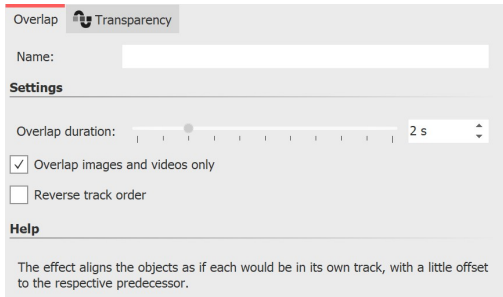 Overlap Transparency
Name:
Settings
Overlap duration: 2 s
Overlap images and videos only
Reverse track order
Help
The effect aligns the objects as if each would be in its own track, with a little offset
to the respective predecessor.